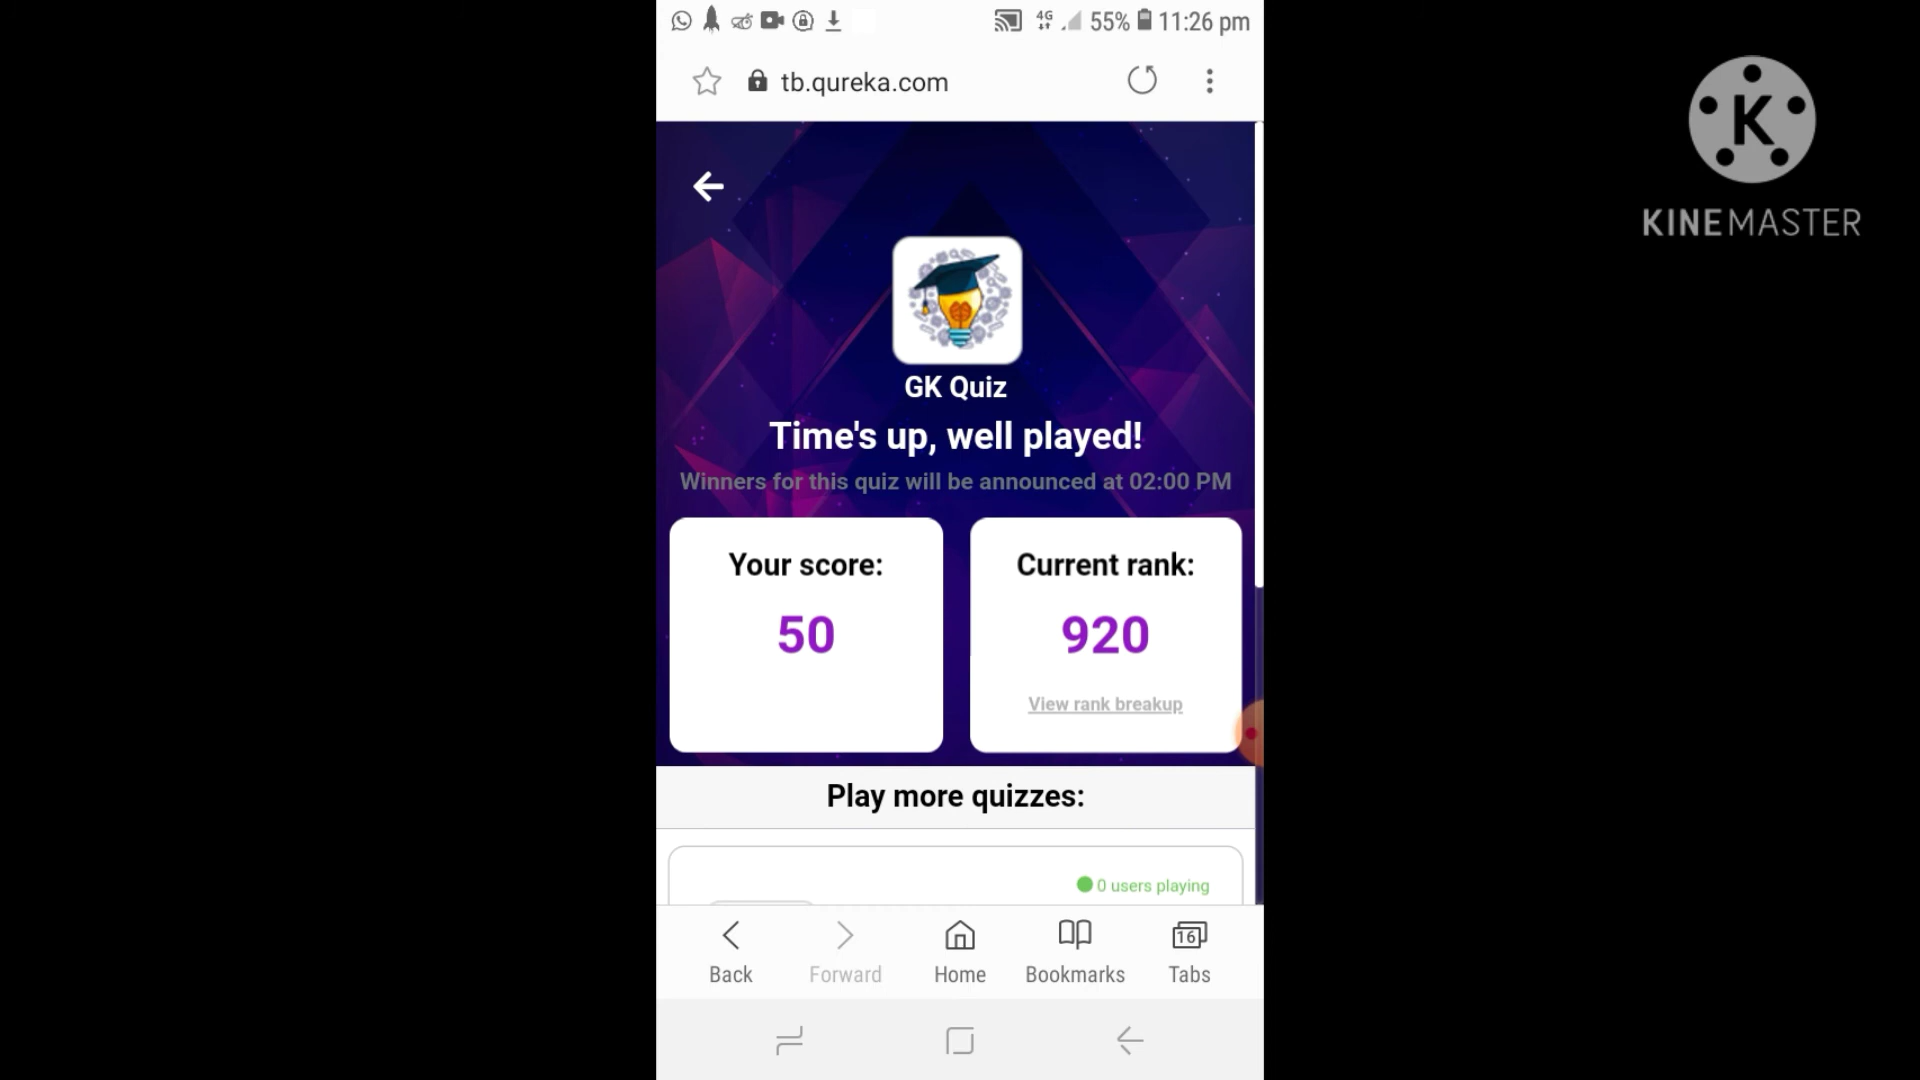 4G 55% 11:26 pm
tb.qureka.com
K
KINEMASTER
GK Quiz
Time's up, well played!
Winners for this quiz will be announced at 02:00 PM
Your score:
50
Current rank:
920
View rank breakup
Play more quizzes:
0 users playing
16
Back Forward Home Bookmarks Tabs